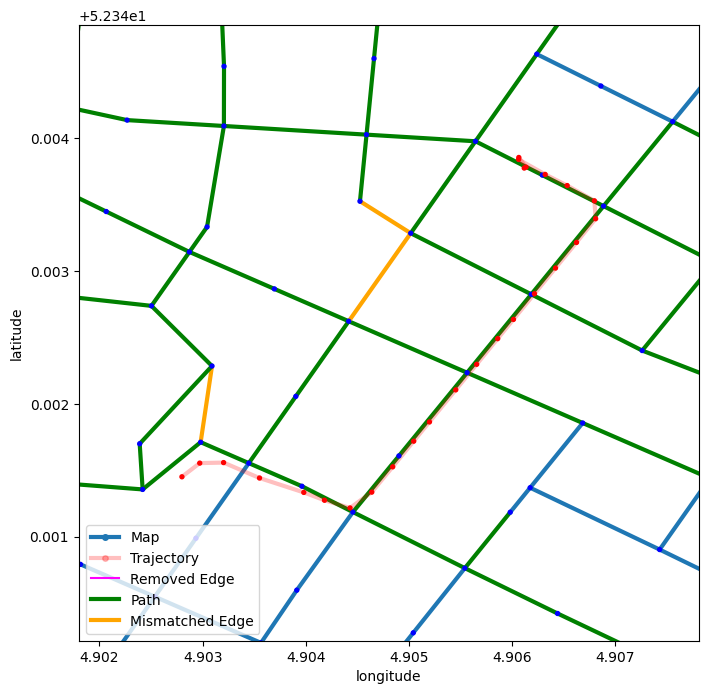 +5.234e1
0.004
0.003
0.002
0.001
latitude
Map
Trajectory
Removed Edge
Path
Mismatched Edge
4.902 4.903 4.904 4.905 4.906 4.907
longitude